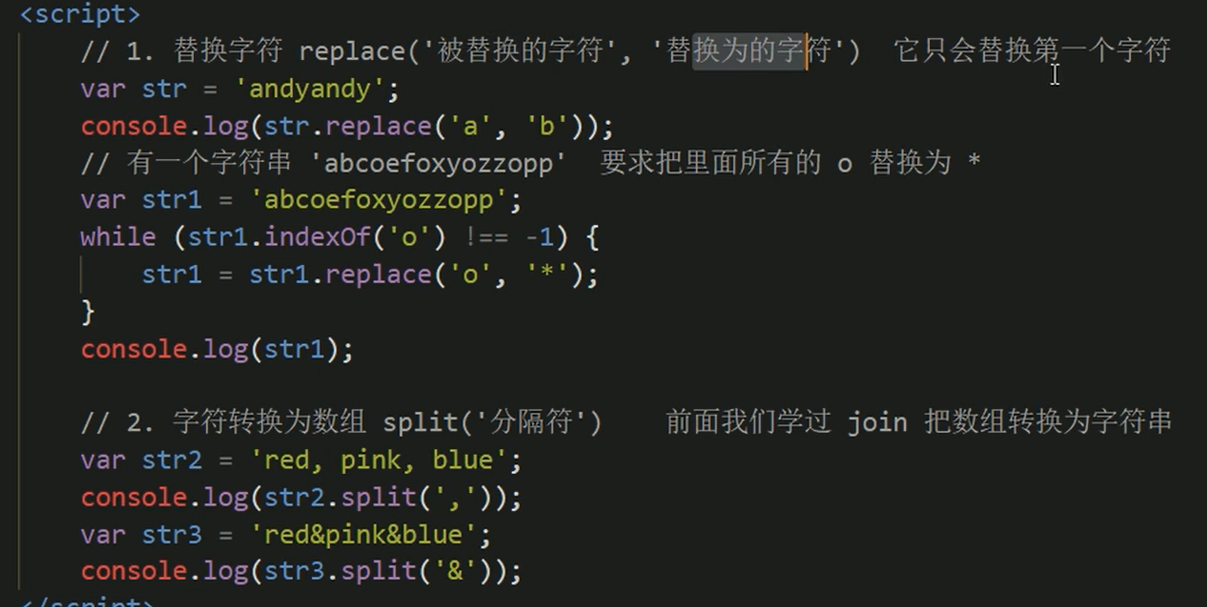 <script>
// 1. 替换字符 replace('被替换的字符', '替换为的字符')  它只会替换第一个字符
var str = 'andyandy';
console.log(str.replace('a', 'b'));
// 有一个字符串 'abcoefoxyozzopp'  要求把里面所有的 o 替换为 *
var str1 = 'abcoefoxyozzopp';
while (str1.indexOf('o') !== -1) {
str1 = str1.replace('o', '*');
}
console.log(str1);
// 2. 字符转换为数组 split('分隔符')    前面我们学过 join 把数组转换为字符串
var str2 = 'red, pink, blue';
console.log(str2.split(','));
var str3 = 'red&pink&blue';
console.log(str3.split('&'));
</script>